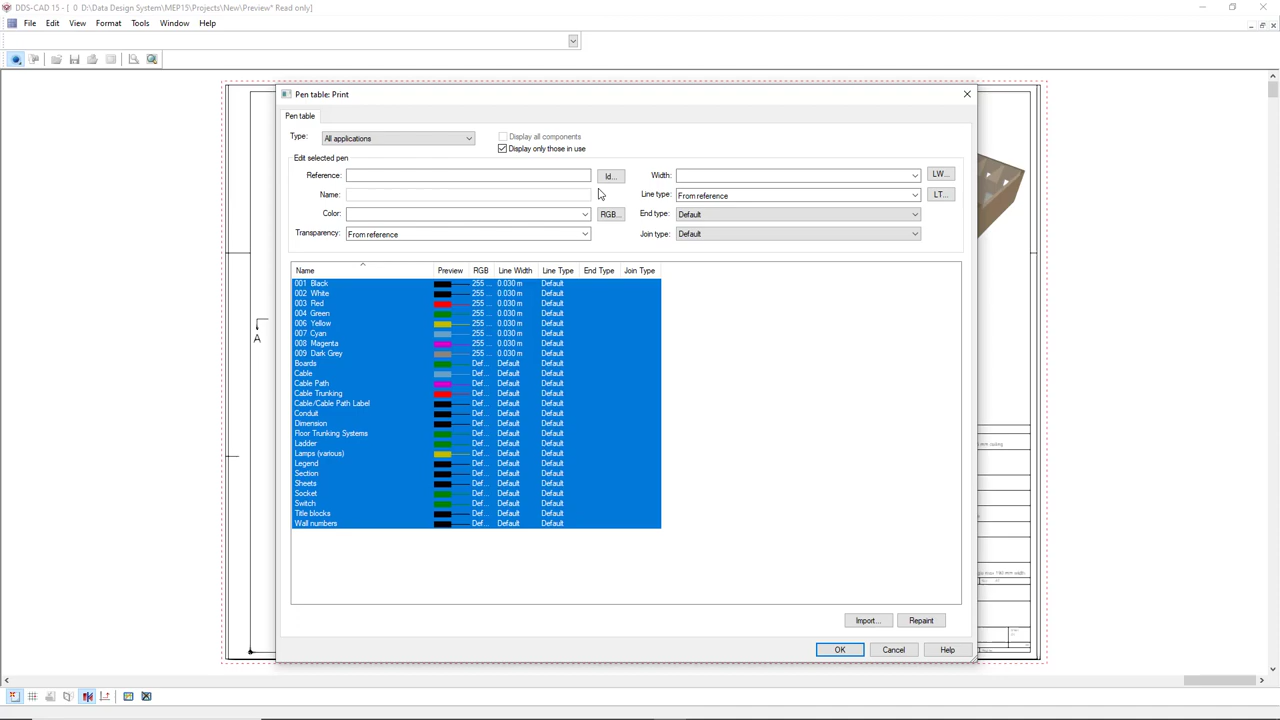 DDS-CAD 15 - [ 0 D:\Data Design System\MEP15\Projects\New\Preview* Read only]
File Edit View Format Tools Window Help
Pen table: Print
Pen table
Type: All applications
Display all components
Display only those in use
Edit selected pen
Reference: Id... Width: LW...
Name: Line type: From reference LT...
Color: RGB... End type: Default
Transparency: From reference Join type: Default
Name Preview RGB Line Width Line Type End Type Join Type
001 Black 255 ... 0.030 m Default
002 White 255 ... 0.030 m Default
003 Red 255 ... 0.030 m Default
004 Green 255 ... 0.030 m Default
006 Yellow 255 ... 0.030 m Default
007 Cyan 255 ... 0.030 m Default
008 Magenta 255 ... 0.030 m Default
009 Dark Grey 255 ... 0.030 m Default
Boards Def... Default Default
Cable Def... Default Default
Cable Path Def... Default Default
Cable Trunking Def... Default Default
Cable/Cable Path Label Def... Default Default
Conduit Def... Default Default
Dimension Def... Default Default
Floor Trunking Systems Def... Default Default
Ladder Def... Default Default
Lamps (various) Def... Default Default
Legend Def... Default Default
Section Def... Default Default
Sheets Def... Default Default
Socket Def... Default Default
Switch Def... Default Default
Title blocks Def... Default Default
Wall numbers Def... Default Default
A
Import... Repaint
OK Cancel Help